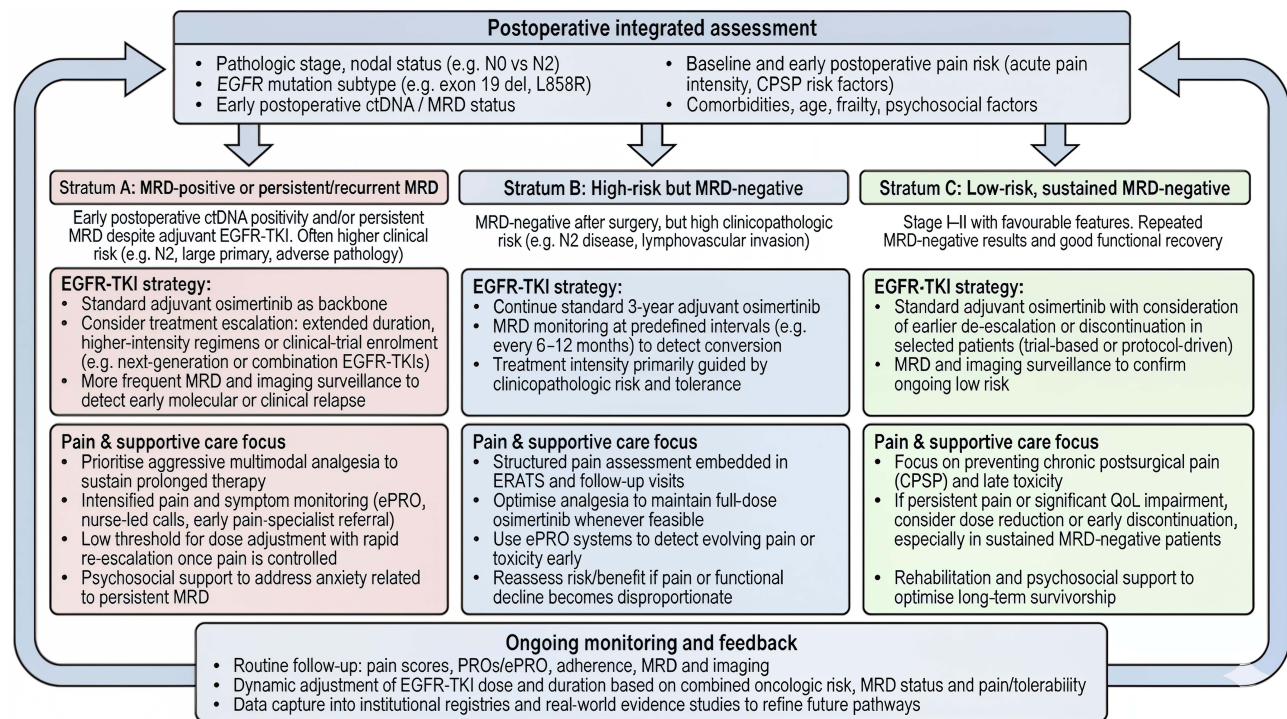 Postoperative integrated assessment
• Pathologic stage, nodal status (e.g. N0 vs N2)
• EGFR mutation subtype (e.g. exon 19 del, L858R)
• Early postoperative ctDNA / MRD status
• Baseline and early postoperative pain risk (acute pain
intensity, CPSP risk factors)
• Comorbidities, age, frailty, psychosocial factors
Stratum A: MRD-positive or persistent/recurrent MRD
Early postoperative ctDNA positivity and/or persistent
MRD despite adjuvant EGFR-TKI. Often higher clinical
risk (e.g. N2, large primary, adverse pathology)
EGFR-TKI strategy:
• Standard adjuvant osimertinib as backbone
• Consider treatment escalation: extended duration,
higher-intensity regimens or clinical-trial enrolment
(e.g. next-generation or combination EGFR-TKIs)
• More frequent MRD and imaging surveillance to
detect early molecular or clinical relapse
Pain & supportive care focus
• Prioritise aggressive multimodal analgesia to
sustain prolonged therapy
• Intensified pain and symptom monitoring (ePRO,
nurse-led calls, early pain-specialist referral)
• Low threshold for dose adjustment with rapid
re-escalation once pain is controlled
• Psychosocial support to address anxiety related
to persistent MRD
Stratum B: High-risk but MRD-negative
MRD-negative after surgery, but high clinicopathologic
risk (e.g. N2 disease, lymphovascular invasion)
EGFR-TKI strategy:
• Continue standard 3-year adjuvant osimertinib
• MRD monitoring at predefined intervals (e.g.
every 6–12 months) to detect conversion
• Treatment intensity primarily guided by
clinicopathologic risk and tolerance
Pain & supportive care focus
• Structured pain assessment embedded in
ERATS and follow-up visits
• Optimise analgesia to maintain full-dose
osimertinib whenever feasible
• Use ePRO systems to detect evolving pain or
toxicity early
• Reassess risk/benefit if pain or functional
decline becomes disproportionate
Stratum C: Low-risk, sustained MRD-negative
Stage I–II with favourable features. Repeated
MRD-negative results and good functional recovery
EGFR-TKI strategy:
• Standard adjuvant osimertinib with consideration
of earlier de-escalation or discontinuation in
selected patients (trial-based or protocol-driven)
• MRD and imaging surveillance to confirm
ongoing low risk
Pain & supportive care focus
• Focus on preventing chronic postsurgical pain
(CPSP) and late toxicity
• If persistent pain or significant QoL impairment,
consider dose reduction or early discontinuation,
especially in sustained MRD-negative patients
• Rehabilitation and psychosocial support to
optimise long-term survivorship
Ongoing monitoring and feedback
• Routine follow-up: pain scores, PROs/ePRO, adherence, MRD and imaging
• Dynamic adjustment of EGFR-TKI dose and duration based on combined oncologic risk, MRD status and pain/tolerability
• Data capture into institutional registries and real-world evidence studies to refine future pathways